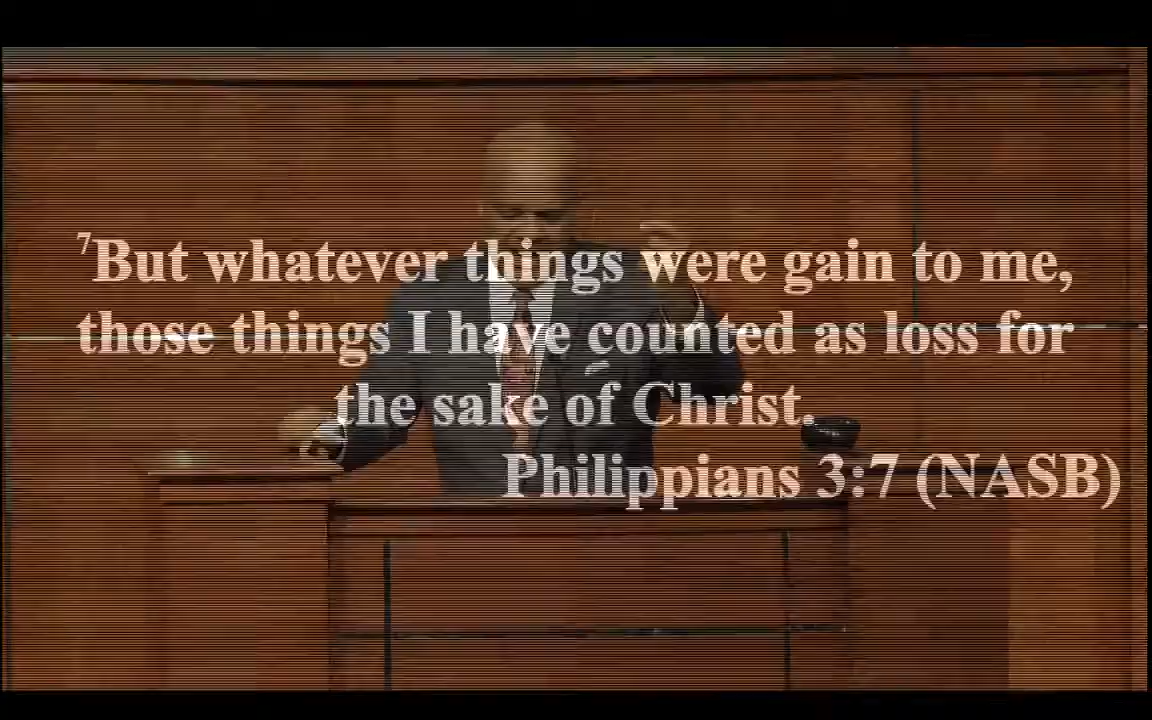 ⁷But whatever things were gain to me,
those things I have counted as loss for
the sake of Christ.
Philippians 3:7 (NASB)